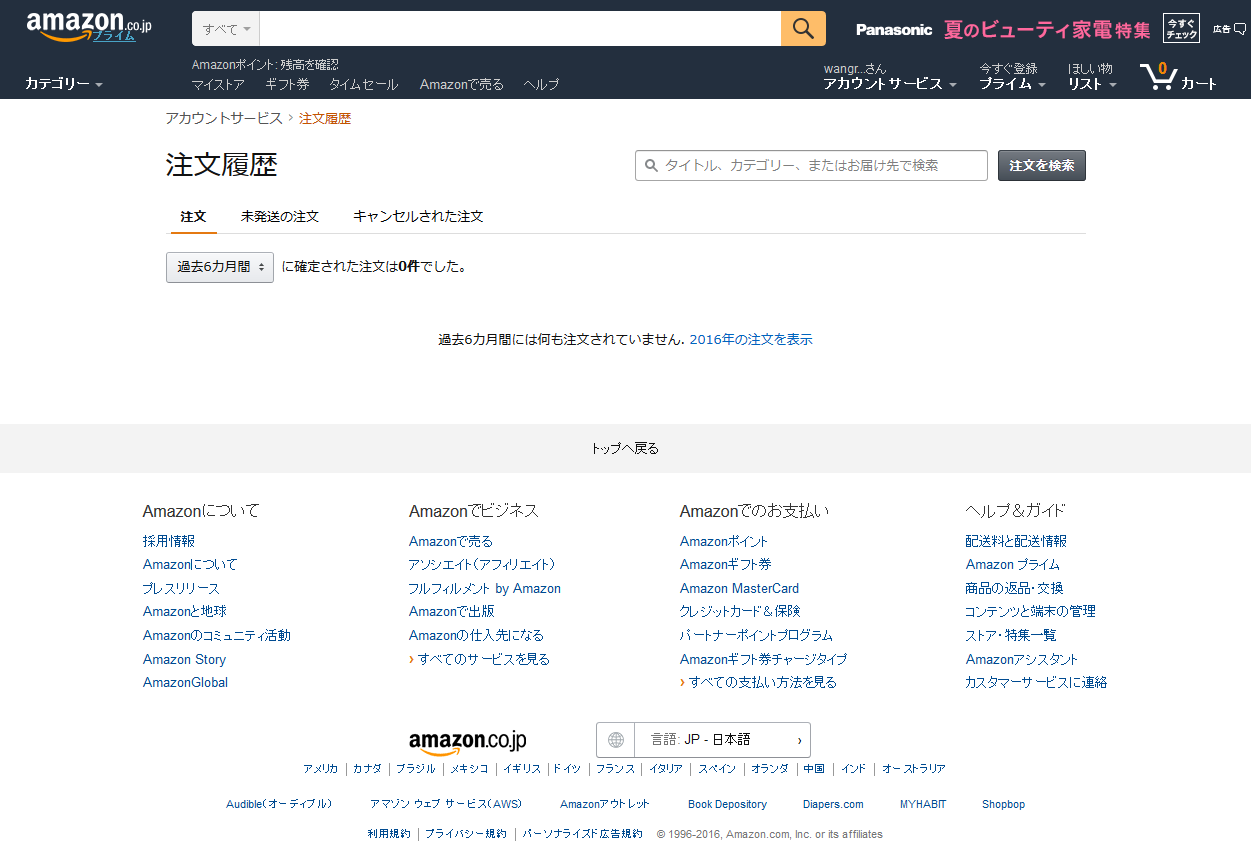 amazon.co.jp
プライム
すべて
Panasonic 夏のビューティ家電特集 今すぐチェック 広告
Amazonポイント: 残高を確認
カテゴリー マイストア ギフト券 タイムセール Amazonで売る ヘルプ
wangr...さん 今すぐ登録 ほしい物 0
アカウントサービス プライム リスト カート
アカウントサービス › 注文履歴
注文履歴
タイトル、カテゴリー、またはお届け先で検索 注文を検索
注文 未発送の注文 キャンセルされた注文
過去6カ月間 に確定された注文は0件でした。
過去6カ月間には何も注文されていません. 2016年の注文を表示
トップへ戻る
Amazonについて Amazonでビジネス Amazonでのお支払い ヘルプ&ガイド
採用情報 Amazonで売る Amazonポイント 配送料と配送情報
Amazonについて アソシエイト(アフィリエイト) Amazonギフト券 Amazon プライム
プレスリリース フルフィルメント by Amazon Amazon MasterCard 商品の返品・交換
Amazonと地球 Amazonで出版 クレジットカード&保険 コンテンツと端末の管理
Amazonのコミュニティ活動 Amazonの仕入先になる パートナーポイントプログラム ストア・特集一覧
Amazon Story › すべてのサービスを見る Amazonギフト券チャージタイプ Amazonアシスタント
AmazonGlobal › すべての支払い方法を見る カスタマーサービスに連絡
amazon.co.jp 言語: JP - 日本語 ›
アメリカ | カナダ | ブラジル | メキシコ | イギリス | ドイツ | フランス | イタリア | スペイン | オランダ | 中国 | インド | オーストラリア
Audible(オーディブル) アマゾン ウェブ サービス(AWS) Amazonアウトレット Book Depository Diapers.com MYHABIT Shopbop
利用規約 | プライバシー規約 | パーソナライズド広告規約 © 1996-2016, Amazon.com, Inc. or its affiliates